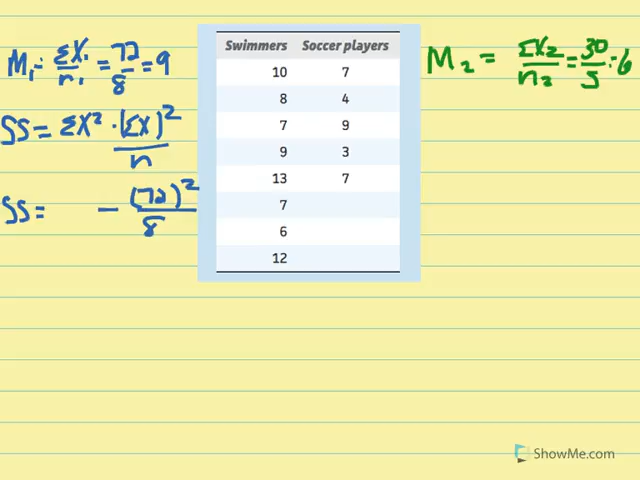 M₁ = ΣX₁/n₁ = 72/8 = 9
SS = ΣX² · (ΣX)²/n
SS = - (72)²/8
Swimmers Soccer players
10 7
8 4
7 9
9 3
13 7
7
6
12
M₂ = ΣX₂/n₂ = 30/5 = 6
ShowMe.com